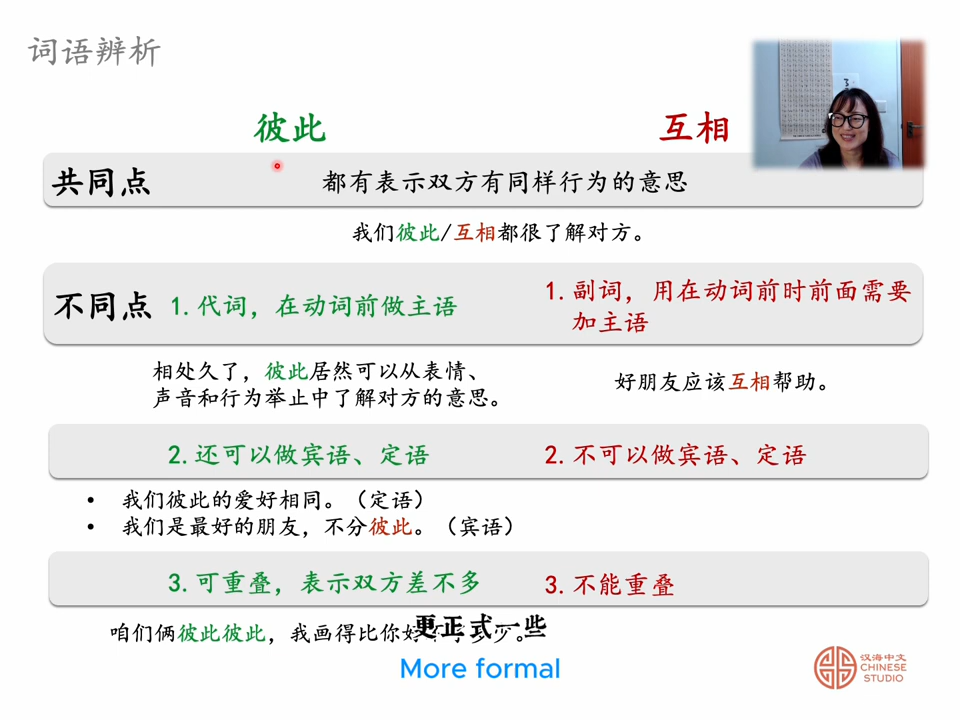 词语辨析
彼此
互相
共同点
都有表示双方有同样行为的意思
我们彼此/互相都很了解对方。
不同点
1.代词，在动词前做主语
1.副词，用在动词前时前面需要
加主语
相处久了，彼此居然可以从表情、
声音和行为举止中了解对方的意思。
好朋友应该互相帮助。
2.还可以做宾语、定语
2.不可以做宾语、定语
• 我们彼此的爱好相同。（定语）
• 我们是最好的朋友，不分彼此。（宾语）
3.可重叠，表示双方差不多
3.不能重叠
咱们俩彼此彼此，我画得比你好
更正式一些
More formal
汉海中文
CHINESE
STUDIO